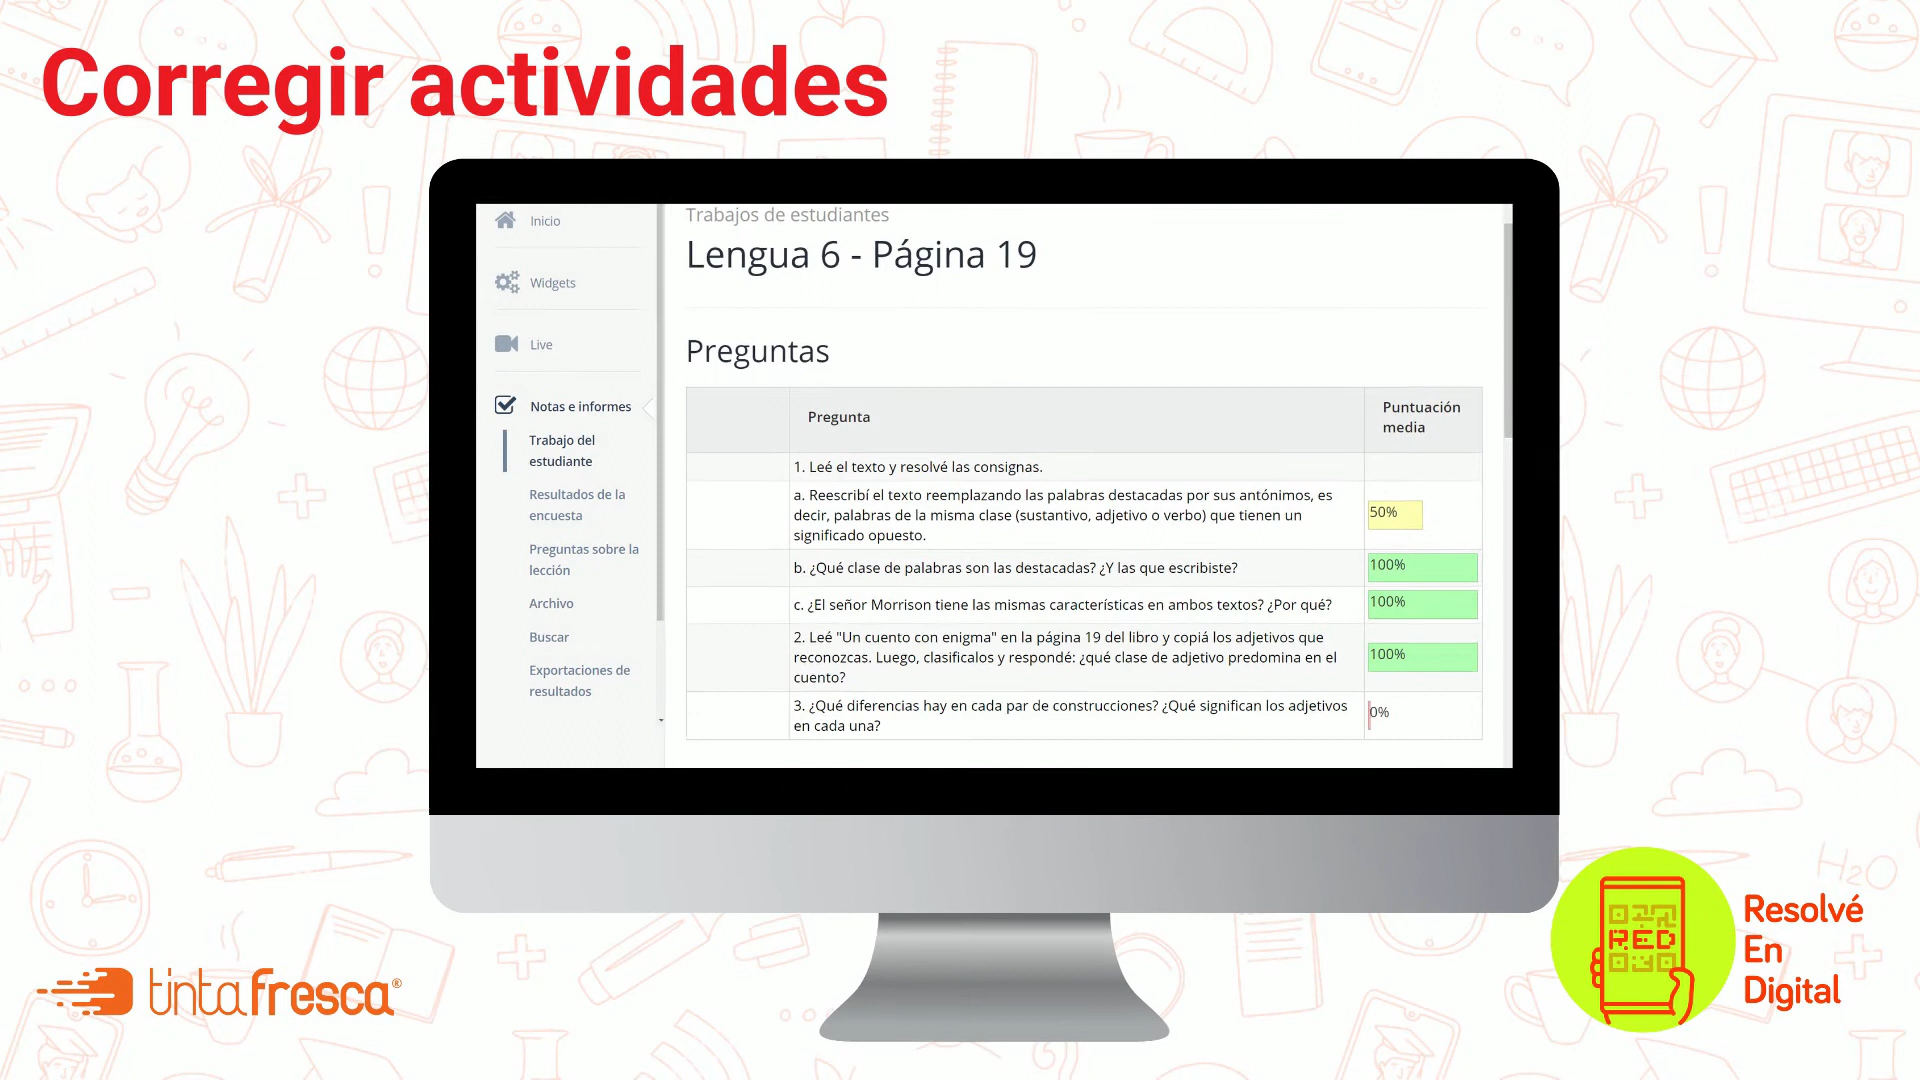 Corregir actividades
Inicio
Widgets
Live
Notas e informes
Trabajo del
estudiante
Resultados de la
encuesta
Preguntas sobre la
lección
Archivo
Buscar
Exportaciones de
resultados
Trabajos de estudiantes
Lengua 6 - Página 19
Preguntas
Pregunta
Puntuación
media
1. Leé el texto y resolvé las consignas.
a. Reescribí el texto reemplazando las palabras destacadas por sus antónimos, es
decir, palabras de la misma clase (sustantivo, adjetivo o verbo) que tienen un
significado opuesto.
50%
b. ¿Qué clase de palabras son las destacadas? ¿Y las que escribiste?
100%
c. ¿El señor Morrison tiene las mismas características en ambos textos? ¿Por qué?
100%
2. Leé "Un cuento con enigma" en la página 19 del libro y copiá los adjetivos que
reconozcas. Luego, clasificalos y respondé: ¿qué clase de adjetivo predomina en el
cuento?
100%
3. ¿Qué diferencias hay en cada par de construcciones? ¿Qué significan los adjetivos
en cada una?
0%
tinta fresca®
RED
Resolvé
En
Digital
H2O